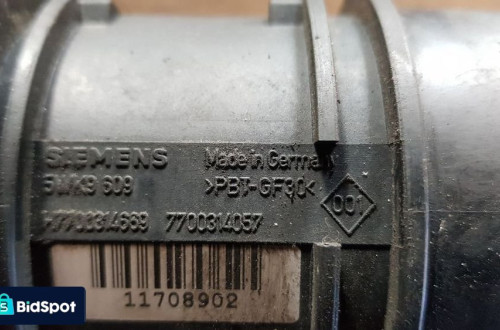 SIEMENS Made in Germany
5WK9 609 >PBT-GF30<
H7700314669 7700314057 001
11708902
BidSpot